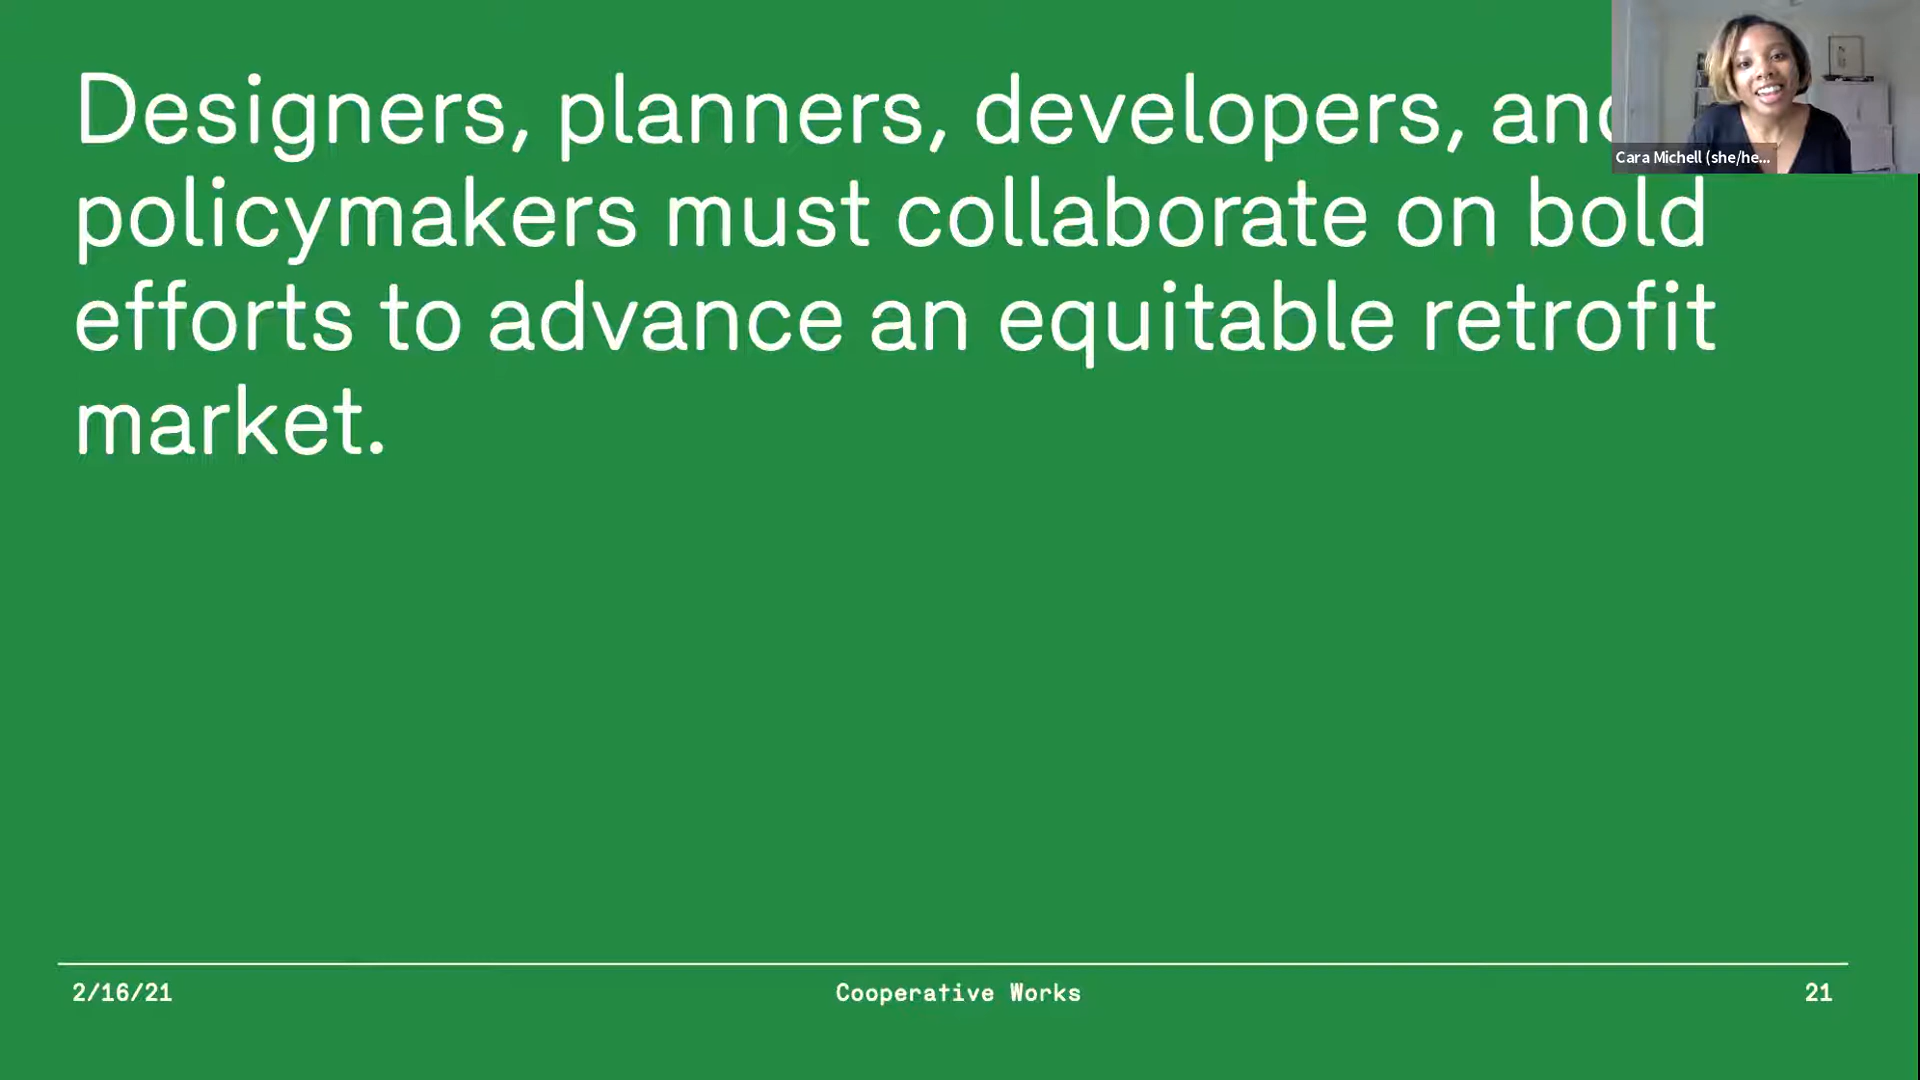 Designers, planners, developers, and
policymakers must collaborate on bold
efforts to advance an equitable retrofit
market.
Cara Michell (she/he...
2/16/21
Cooperative Works
21